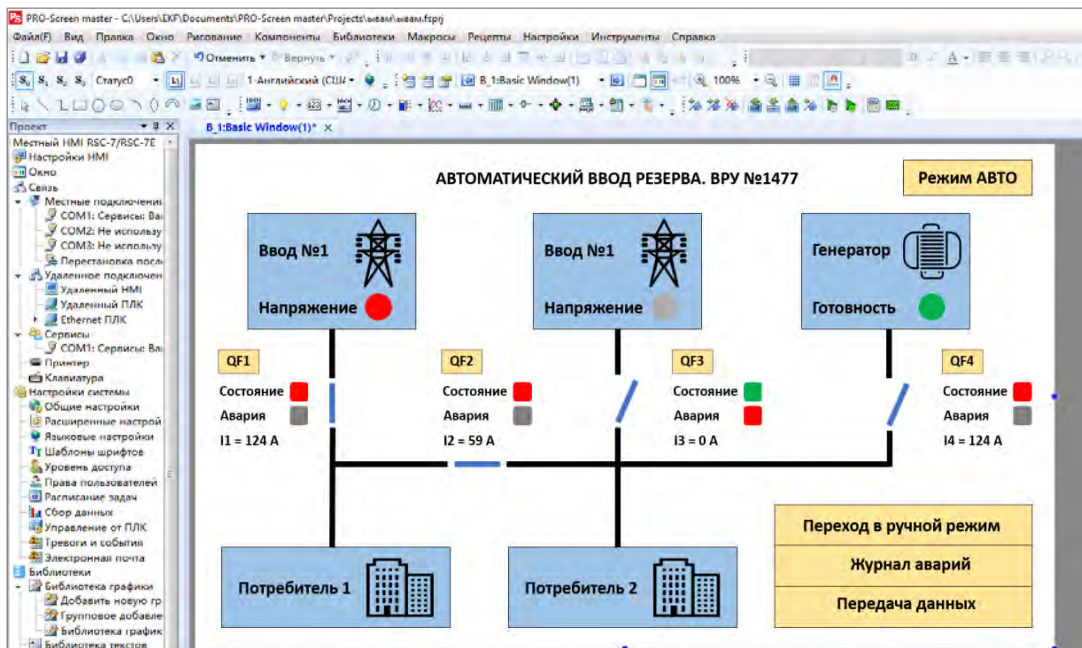 PRO-Screen master - C:\Users\EKF\Documents\PRO-Screen master\Projects\ывам\ывам.fsprj
Файл(F) Вид Правка Окно Рисование Компоненты Библиотеки Макросы Рецепты Настройки Инструменты Справка
Отменить Вернуть
S₀ S₁ S₂ S₃ Статус0 1-Английский (США B_1:Basic Window(1) 100%
Проект
B_1:Basic Window(1)*
Местный HMI RSC-7/RSC-7E
Настройки HMI
Окно
Связь
Местные подключения
COM1: Сервисы: Ва
COM2: Не использу
COM3: Не использу
Перестановка посл
Удаленное подключен
Удаленный HMI
Удаленный ПЛК
Ethernet ПЛК
Сервисы
COM1: Сервисы: Ва
Принтер
Клавиатура
Настройки системы
Общие настройки
Расширенные настрой
Языковые настройки
Шаблоны шрифтов
Уровень доступа
Права пользователей
Расписание задач
Сбор данных
Управление от ПЛК
Тревоги и события
Электронная почта
Библиотеки
Библиотека графики
Добавить новую гр
Групповое добавле
Библиотека график
Библиотека текстов
АВТОМАТИЧЕСКИЙ ВВОД РЕЗЕРВА. ВРУ №1477
Режим АВТО
Ввод №1
Напряжение
Ввод №1
Напряжение
Генератор
Готовность
QF1
Состояние
Авария
I1 = 124 А
QF2
Состояние
Авария
I2 = 59 А
QF3
Состояние
Авария
I3 = 0 А
QF4
Состояние
Авария
I4 = 124 А
Потребитель 1
Потребитель 2
Переход в ручной режим
Журнал аварий
Передача данных